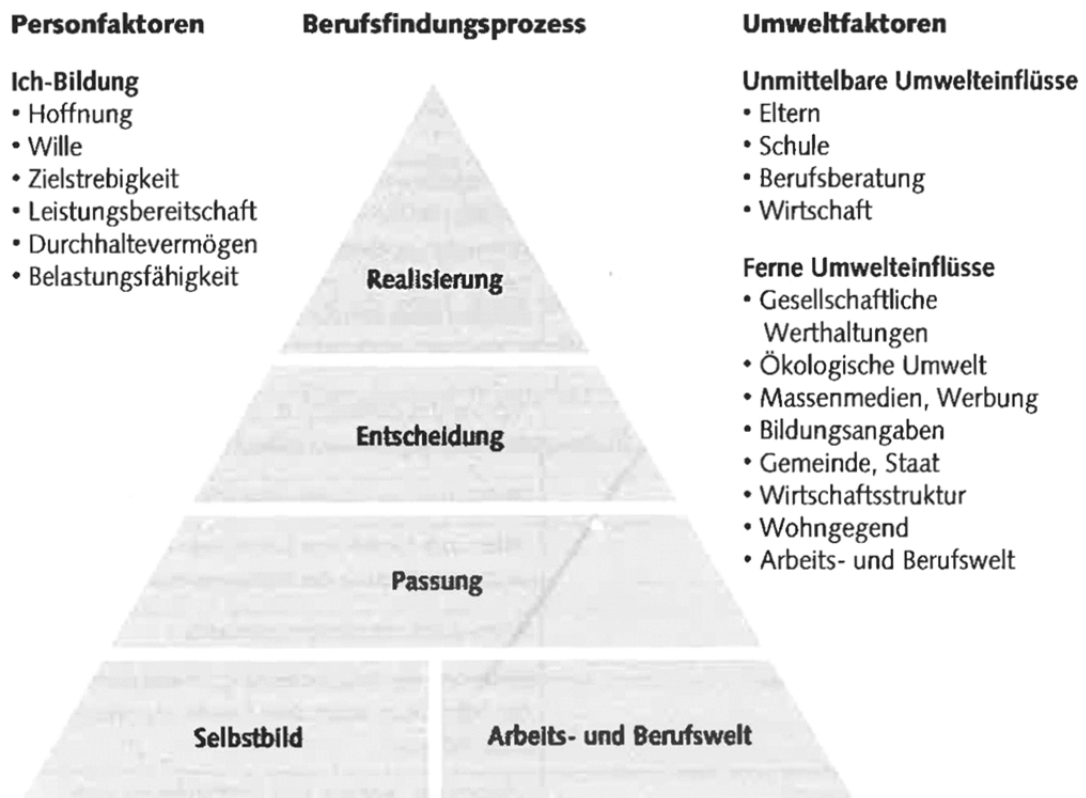 Personfaktoren
Ich-Bildung
• Hoffnung
• Wille
• Zielstrebigkeit
• Leistungsbereitschaft
• Durchhaltevermögen
• Belastungsfähigkeit
Berufsfindungsprozess
Realisierung
Entscheidung
Passung
Selbstbild
Arbeits- und Berufswelt
Umweltfaktoren
Unmittelbare Umwelteinflüsse
• Eltern
• Schule
• Berufsberatung
• Wirtschaft
Ferne Umwelteinflüsse
• Gesellschaftliche
Werthaltungen
• Ökologische Umwelt
• Massenmedien, Werbung
• Bildungsangaben
• Gemeinde, Staat
• Wirtschaftsstruktur
• Wohngegend
• Arbeits- und Berufswelt